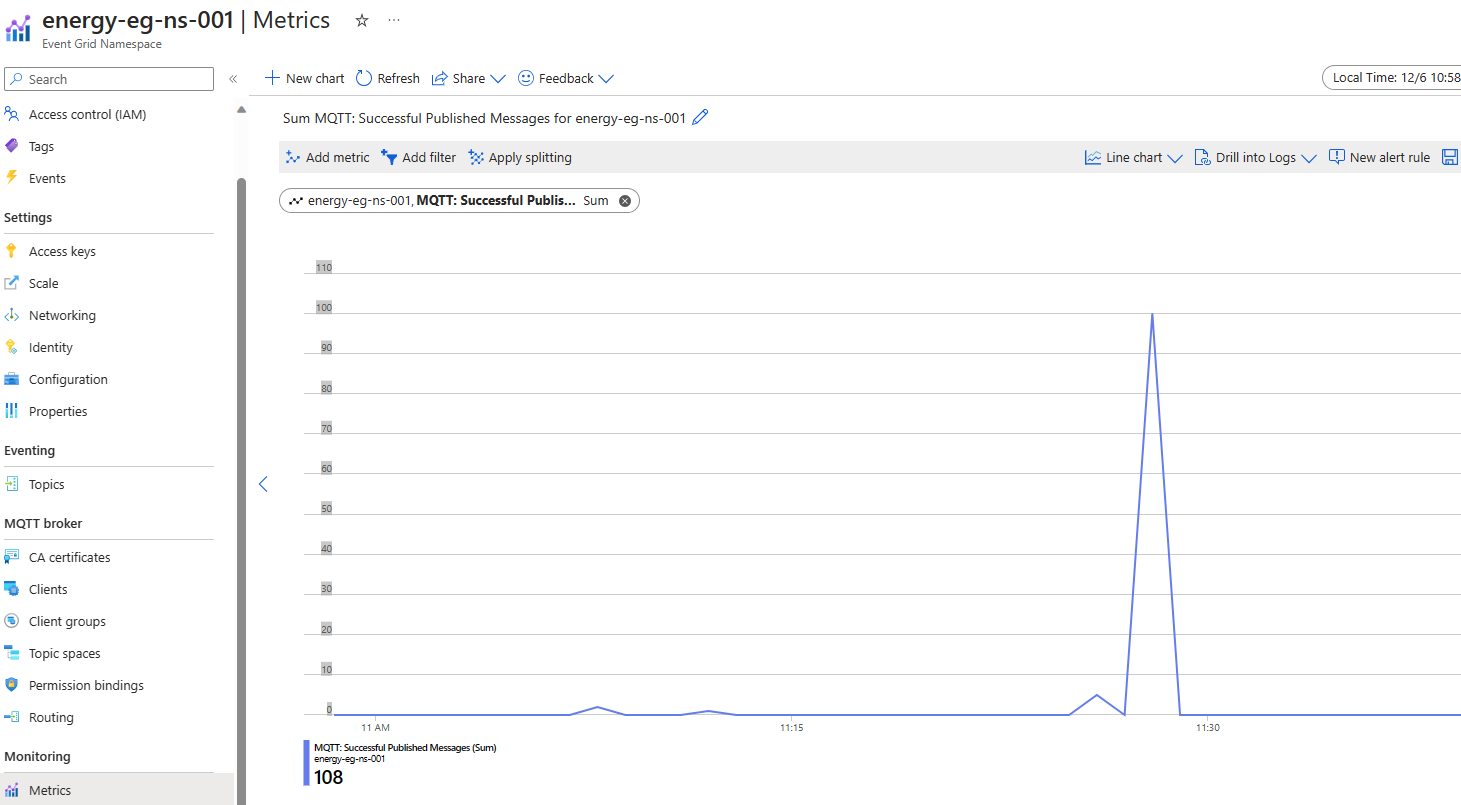 energy-eg-ns-001 | Metrics
Event Grid Namespace
Search
Access control (IAM)
Tags
Events
Settings
Access keys
Scale
Networking
Identity
Configuration
Properties
Eventing
Topics
MQTT broker
CA certificates
Clients
Client groups
Topic spaces
Permission bindings
Routing
Monitoring
Metrics
New chart Refresh Share Feedback
Local Time: 12/6 10:58
Sum MQTT: Successful Published Messages for energy-eg-ns-001
Add metric Add filter Apply splitting Line chart Drill into Logs New alert rule
energy-eg-ns-001, MQTT: Successful Publis... Sum
110
100
90
80
70
60
50
40
30
20
10
0
11 AM 11:15 11:30
MQTT: Successful Published Messages (Sum)
energy-eg-ns-001
108